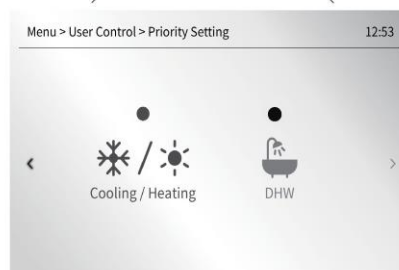 Menu > User Control > Priority Setting 12:53
Cooling / Heating DHW